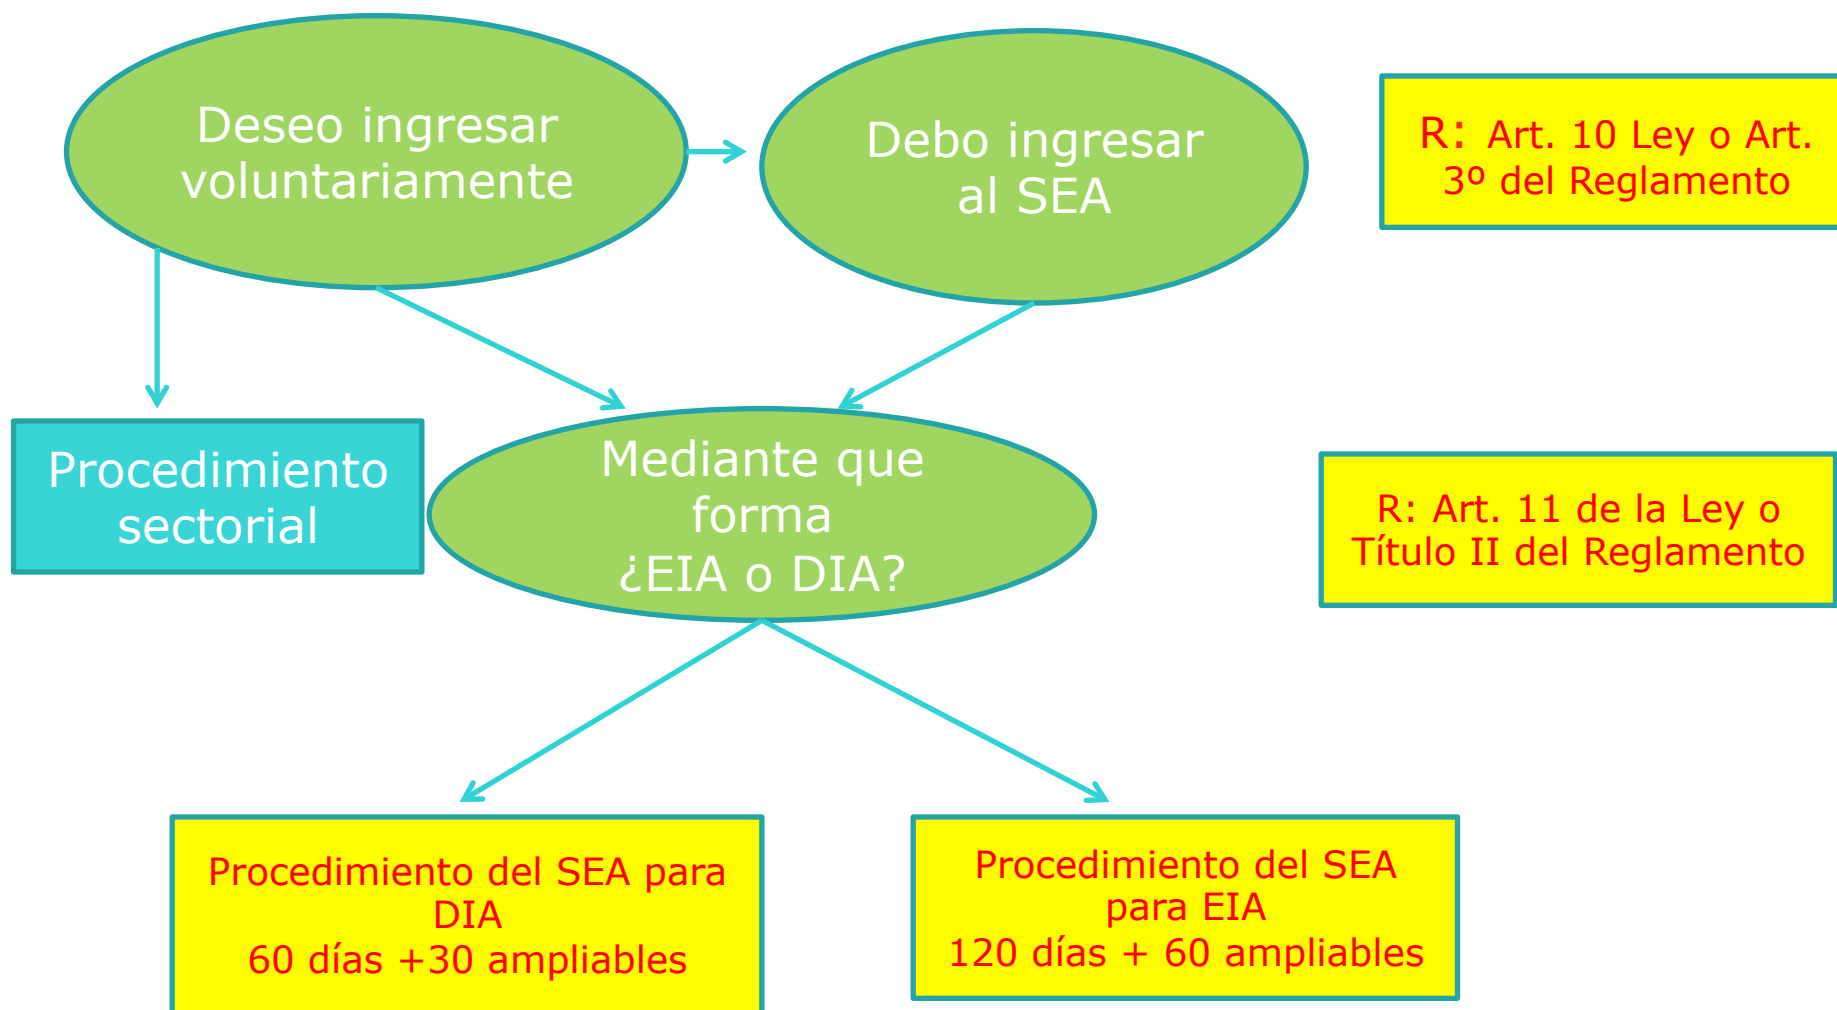 Deseo ingresar
voluntariamente
Debo ingresar
al SEA
R: Art. 10 Ley o Art.
3º del Reglamento
Procedimiento
sectorial
Mediante que
forma
¿EIA o DIA?
R: Art. 11 de la Ley o
Título II del Reglamento
Procedimiento del SEA para
DIA
60 días +30 ampliables
Procedimiento del SEA
para EIA
120 días + 60 ampliables